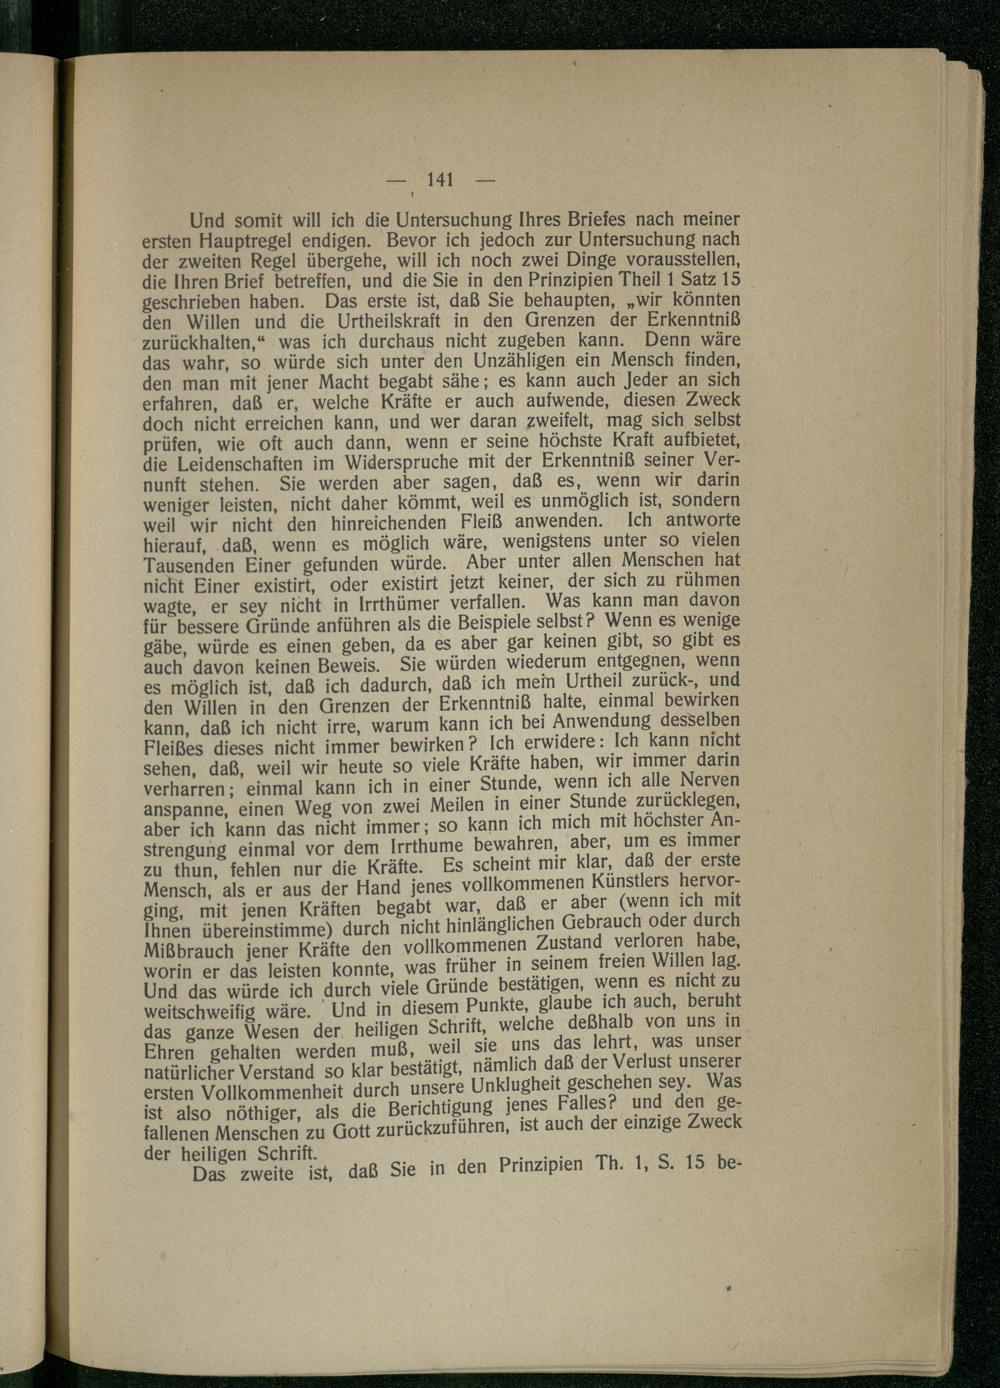 — 141 —
Und somit will ich die Untersuchung Ihres Briefes nach meiner
ersten Hauptregel endigen. Bevor ich jedoch zur Untersuchung nach
der zweiten Regel übergehe, will ich noch zwei Dinge vorausstellen,
die Ihren Brief betreffen, und die Sie in den Prinzipien Theil 1 Satz 15
geschrieben haben. Das erste ist, daß Sie behaupten, „wir könnten
den Willen und die Urtheilskraft in den Grenzen der Erkenntniß
zurückhalten,“ was ich durchaus nicht zugeben kann. Denn wäre
das wahr, so würde sich unter den Unzähligen ein Mensch finden,
den man mit jener Macht begabt sähe; es kann auch Jeder an sich
erfahren, daß er, welche Kräfte er auch aufwende, diesen Zweck
doch nicht erreichen kann, und wer daran zweifelt, mag sich selbst
prüfen, wie oft auch dann, wenn er seine höchste Kraft aufbietet,
die Leidenschaften im Widerspruche mit der Erkenntniß seiner Ver-
nunft stehen. Sie werden aber sagen, daß es, wenn wir darin
weniger leisten, nicht daher kömmt, weil es unmöglich ist, sondern
weil wir nicht den hinreichenden Fleiß anwenden. Ich antworte
hierauf, daß, wenn es möglich wäre, wenigstens unter so vielen
Tausenden Einer gefunden würde. Aber unter allen Menschen hat
nicht Einer existirt, oder existirt jetzt keiner, der sich zu rühmen
wagte, er sey nicht in Irrthümer verfallen. Was kann man davon
für bessere Gründe anführen als die Beispiele selbst? Wenn es wenige
gäbe, würde es einen geben, da es aber gar keinen gibt, so gibt es
auch davon keinen Beweis. Sie würden wiederum entgegnen, wenn
es möglich ist, daß ich dadurch, daß ich mein Urtheil zurück-, und
den Willen in den Grenzen der Erkenntniß halte, einmal bewirken
kann, daß ich nicht irre, warum kann ich bei Anwendung desselben
Fleißes dieses nicht immer bewirken? Ich erwidere: Ich kann nicht
sehen, daß, weil wir heute so viele Kräfte haben, wir immer darin
verharren; einmal kann ich in einer Stunde, wenn ich alle Nerven
anspanne, einen Weg von zwei Meilen in einer Stunde zurücklegen,
aber ich kann das nicht immer; so kann ich mich mit höchster An-
strengung einmal vor dem Irrthume bewahren, aber, um es immer
zu thun, fehlen nur die Kräfte. Es scheint mir klar, daß der erste
Mensch, als er aus der Hand jenes vollkommenen Künstlers hervor-
ging, mit jenen Kräften begabt war, daß er aber (wenn ich mit
Ihnen übereinstimme) durch nicht hinlänglichen Gebrauch oder durch
Mißbrauch jener Kräfte den vollkommenen Zustand verloren habe,
worin er das leisten konnte, was früher in seinem freien Willen lag.
Und das würde ich durch viele Gründe bestätigen, wenn es nicht zu
weitschweifig wäre. Und in diesem Punkte, glaube ich auch, beruht
das ganze Wesen der heiligen Schrift, welche deßhalb von uns in
Ehren gehalten werden muß, weil sie uns das lehrt, was unser
natürlicher Verstand so klar bestätigt, nämlich daß der Verlust unserer
ersten Vollkommenheit durch unsere Unklugheit geschehen sey. Was
ist also nöthiger, als die Berichtigung jenes Falles? und den ge-
fallenen Menschen zu Gott zurückzuführen, ist auch der einzige Zweck
der heiligen Schrift.
Das zweite ist, daß Sie in den Prinzipien Th. 1, S. 15 be-